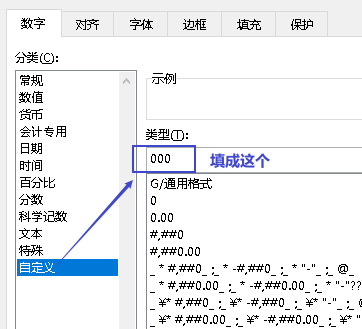 数字 对齐 字体 边框 填充 保护
分类(C):
常规
数值
货币
会计专用
日期
时间
百分比
分数
科学记数
文本
特殊
自定义
示例
类型(T):
000
填成这个
G/通用格式
0
0.00
#,##0
#,##0.00
_ * #,##0_ ;_ * -#,##0_ ;_ * "-"_ ;_ @_
_ * #,##0.00_ ;_ * -#,##0.00_ ;_ * "-"??
_ ¥* #,##0_ ;_ ¥* -#,##0_ ;_ ¥* "-"_ ;_ @
_ ¥* #,##0.00_ ;_ ¥* -#,##0.00_ ;_ ¥* "